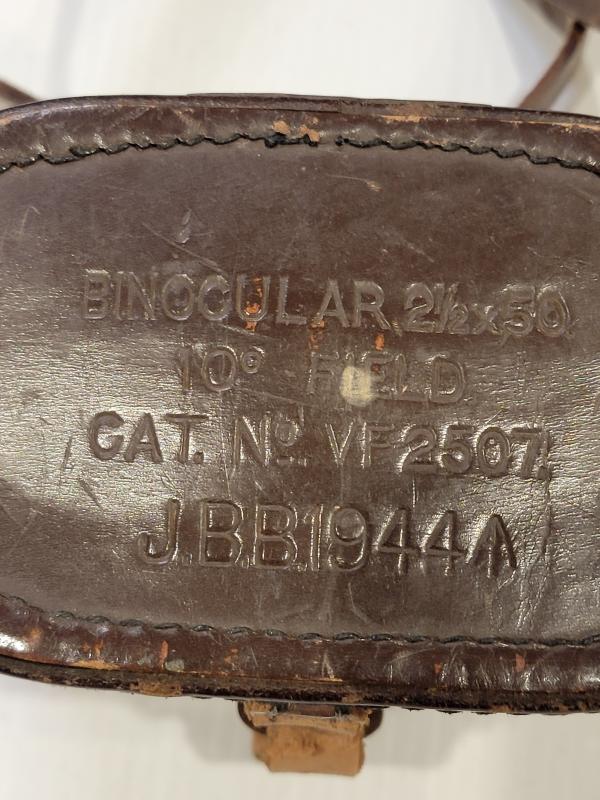 BINOCULAR 2½x50
10° FIELD
CAT. Nº VF2507.
J.B.B.1944↑